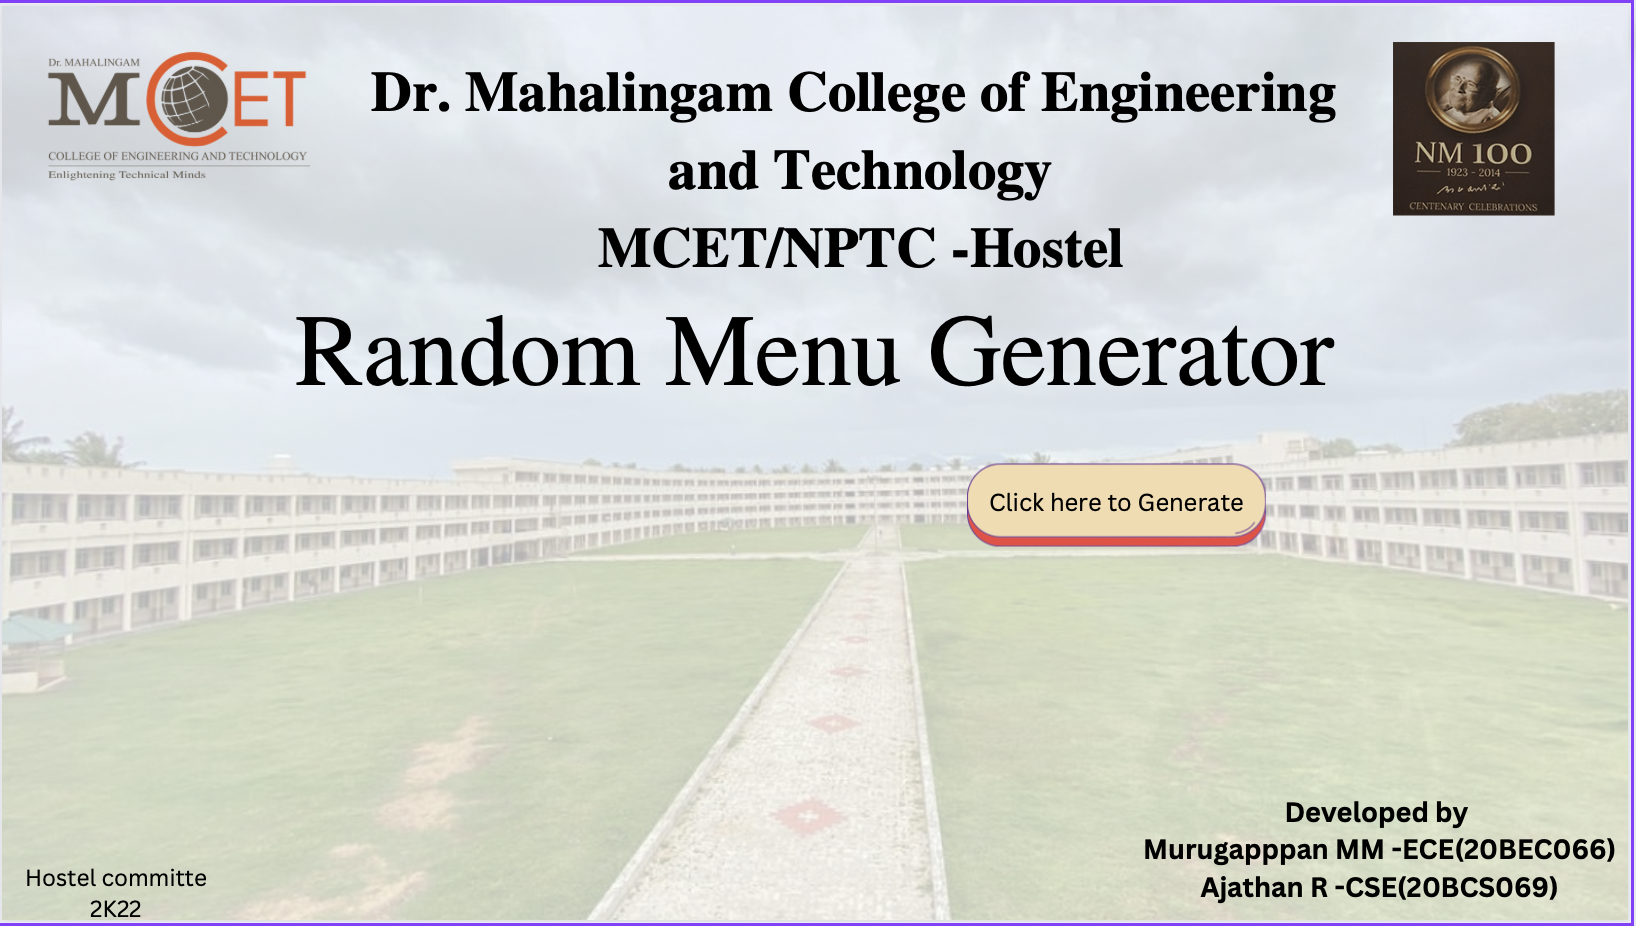 Dr. MAHALINGAM
MCET
COLLEGE OF ENGINEERING AND TECHNOLOGY
Enlightening Technical Minds
Dr. Mahalingam College of Engineering
and Technology
MCET/NPTC -Hostel
NM 100
1923 - 2014
CENTENARY CELEBRATIONS
Random Menu Generator
Click here to Generate
Developed by
Murugapppan MM -ECE(20BEC066)
Ajathan R -CSE(20BCS069)
Hostel committe
2K22